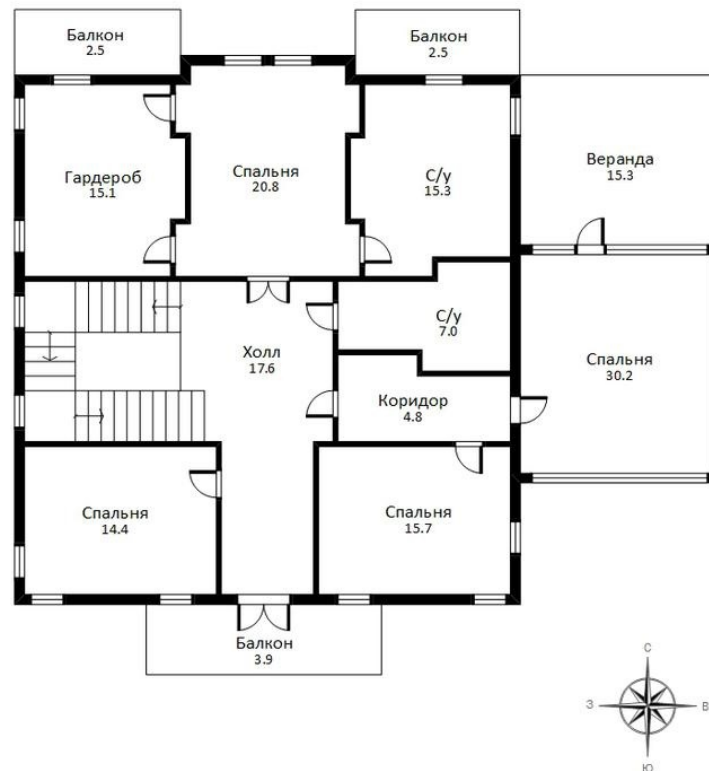 Балкон
2.5
Балкон
2.5
Гардероб
15.1
Спальня
20.8
С/у
15.3
Веранда
15.3
Холл
17.6
С/у
7.0
Спальня
30.2
Коридор
4.8
Спальня
14.4
Спальня
15.7
Балкон
3.9
С
З
В
Ю